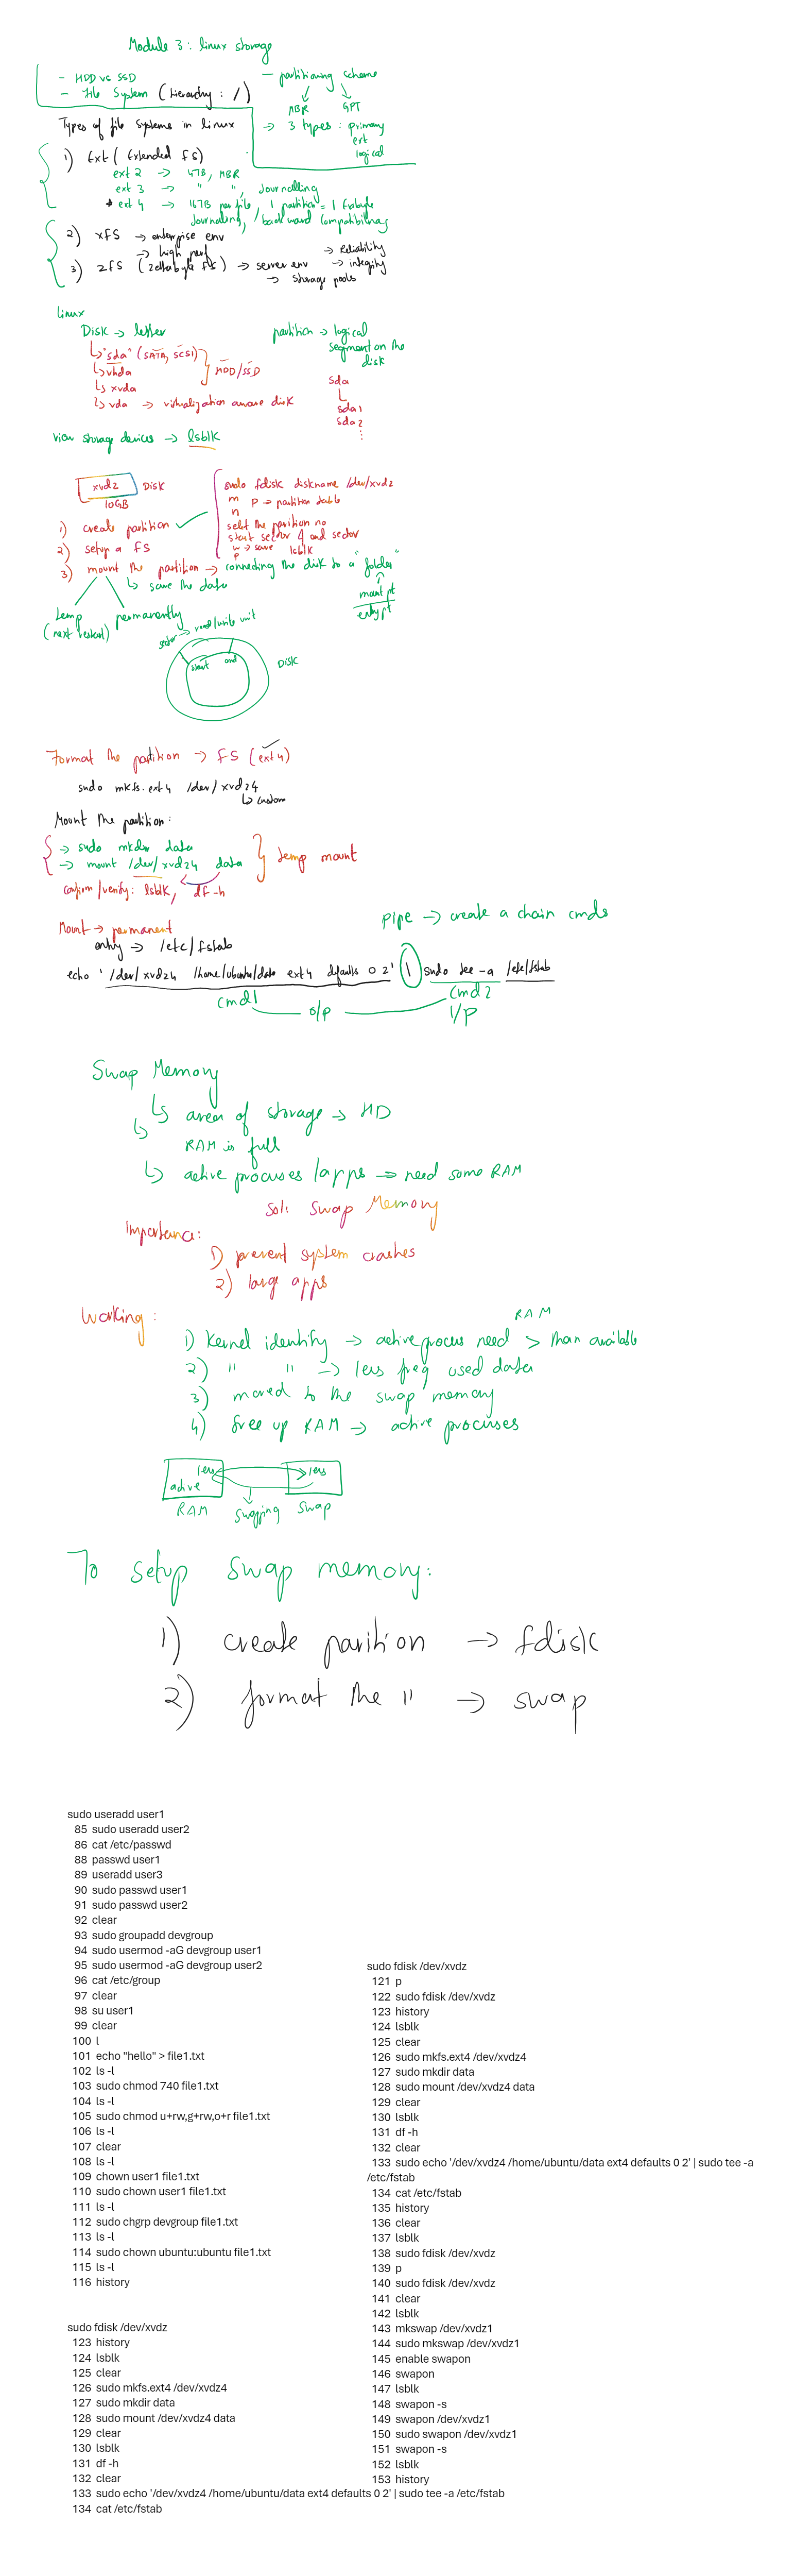 Module 3: linux storage
- HDD vs SSD
- File System (Hierarchy : /)
- partitioning scheme
MBR GPT
→ 3 types : primary
ext
logical
Types of file systems in linux
1) Ext (Extended FS)
ext 2 → 4TB, MBR
ext 3 → " ", Journalling
* ext 4 → 16TB per file, 1 partition = 1 Exabyte
Journalling, backward compatibility
2) XFS → enterprise env
→ high perf
3) ZFS (Zettabyte FS) → server env
→ Reliability
→ integrity
→ storage pools
linux
Disk → letter
↳ "sda" (SATA, SCSI)
↳ vhda
↳ xvda
↳ vda → virtualization aware disk
HDD/SSD
partition → logical
segment on the
disk
sda
sda1
sda2
⋮
View storage devices → lsblk
xvdz Disk
10GB
1) create partition
2) setup a FS
3) mount the partition → connecting the disk to a "folder"
↳ save the data
mount pt
entry pt
sudo fdisk diskname /dev/xvdz
m p → partition table
n
start sector & end sector
w → save lsblk
p
temp permanently
(next restart)
sector → read/write unit
start end
Disk
Format the partition → FS (ext4)
sudo mkfs.ext4 /dev/xvdz4
↳ custom
Mount the partition:
→ sudo mkdir data
→ mount /dev/xvdz4 data
temp mount
confirm/verify: lsblk, df -h
Mount → permanent
entry → /etc/fstab
pipe → create a chain cmds
echo '/dev/xvdz4 /home/ubuntu/data ext4 defaults 0 2' | sudo tee -a /etc/fstab
cmd1 cmd2
o/p I/P
Swap Memory
↳ area of storage → HD
↳ RAM is full
↳ active processes /apps → need some RAM
Sol: Swap Memory
Importance:
1) prevent system crashes
2) large apps
Working:
RAM
1) Kernel identify → active process need > than available
2) " " → less freq used data
3) moved to the swap memory
4) free up RAM → active processes
less less
active
RAM swapping swap
To setup swap memory:
1) create parition → fdisk
2) format the " → swap
sudo useradd user1
85 sudo useradd user2
86 cat /etc/passwd
88 passwd user1
89 useradd user3
90 sudo passwd user1
91 sudo passwd user2
92 clear
93 sudo groupadd devgroup
94 sudo usermod -aG devgroup user1
95 sudo usermod -aG devgroup user2
96 cat /etc/group
97 clear
98 su user1
99 clear
100 l
101 echo "hello" > file1.txt
102 ls -l
103 sudo chmod 740 file1.txt
104 ls -l
105 sudo chmod u+rw,g+rw,o+r file1.txt
106 ls -l
107 clear
108 ls -l
109 chown user1 file1.txt
110 sudo chown user1 file1.txt
111 ls -l
112 sudo chgrp devgroup file1.txt
113 ls -l
114 sudo chown ubuntu:ubuntu file1.txt
115 ls -l
116 history
sudo fdisk /dev/xvdz
123 history
124 lsblk
125 clear
126 sudo mkfs.ext4 /dev/xvdz4
127 sudo mkdir data
128 sudo mount /dev/xvdz4 data
129 clear
130 lsblk
131 df -h
132 clear
133 sudo echo '/dev/xvdz4 /home/ubuntu/data ext4 defaults 0 2' | sudo tee -a /etc/fstab
134 cat /etc/fstab
sudo fdisk /dev/xvdz
121 p
122 sudo fdisk /dev/xvdz
123 history
124 lsblk
125 clear
126 sudo mkfs.ext4 /dev/xvdz4
127 sudo mkdir data
128 sudo mount /dev/xvdz4 data
129 clear
130 lsblk
131 df -h
132 clear
133 sudo echo '/dev/xvdz4 /home/ubuntu/data ext4 defaults 0 2' | sudo tee -a
/etc/fstab
134 cat /etc/fstab
135 history
136 clear
137 lsblk
138 sudo fdisk /dev/xvdz
139 p
140 sudo fdisk /dev/xvdz
141 clear
142 lsblk
143 mkswap /dev/xvdz1
144 sudo mkswap /dev/xvdz1
145 enable swapon
146 swapon
147 lsblk
148 swapon -s
149 swapon /dev/xvdz1
150 sudo swapon /dev/xvdz1
151 swapon -s
152 lsblk
153 history